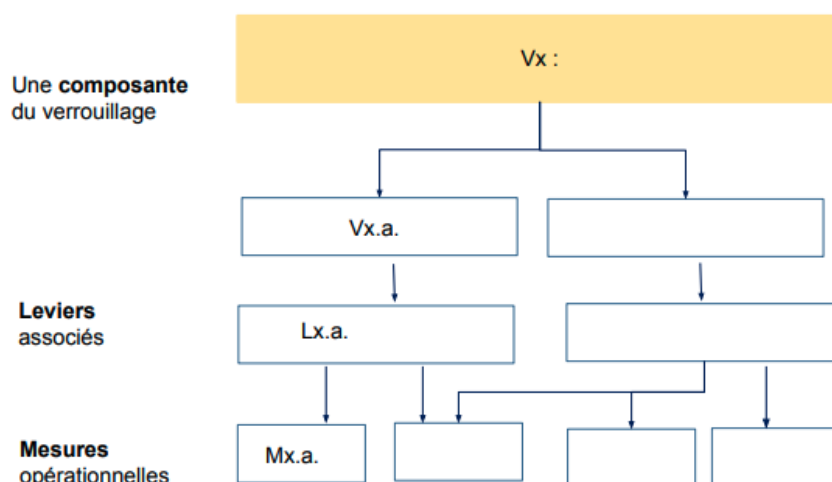 Vx :
Une composante
du verrouillage
Vx.a.
Leviers
associés
Lx.a.
Mesures
opérationnelles
Mx.a.